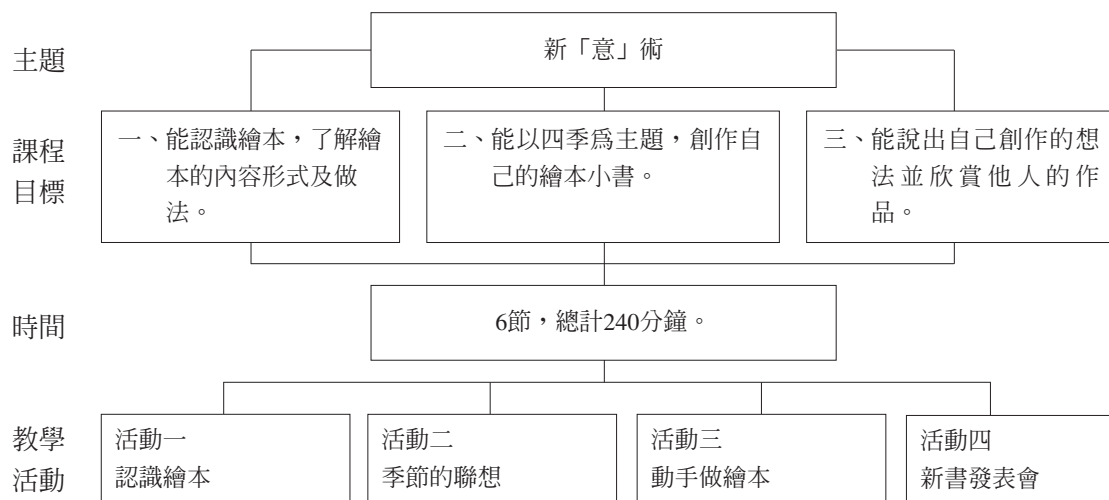 主題
新「意」術
課程
目標
一、能認識繪本，了解繪
本的內容形式及做
法。
二、能以四季爲主題，創作自
己的繪本小書。
三、能說出自己創作的想
法並欣賞他人的作
品。
時間
6節，總計240分鐘。
教學
活動
活動一
認識繪本
活動二
季節的聯想
活動三
動手做繪本
活動四
新書發表會